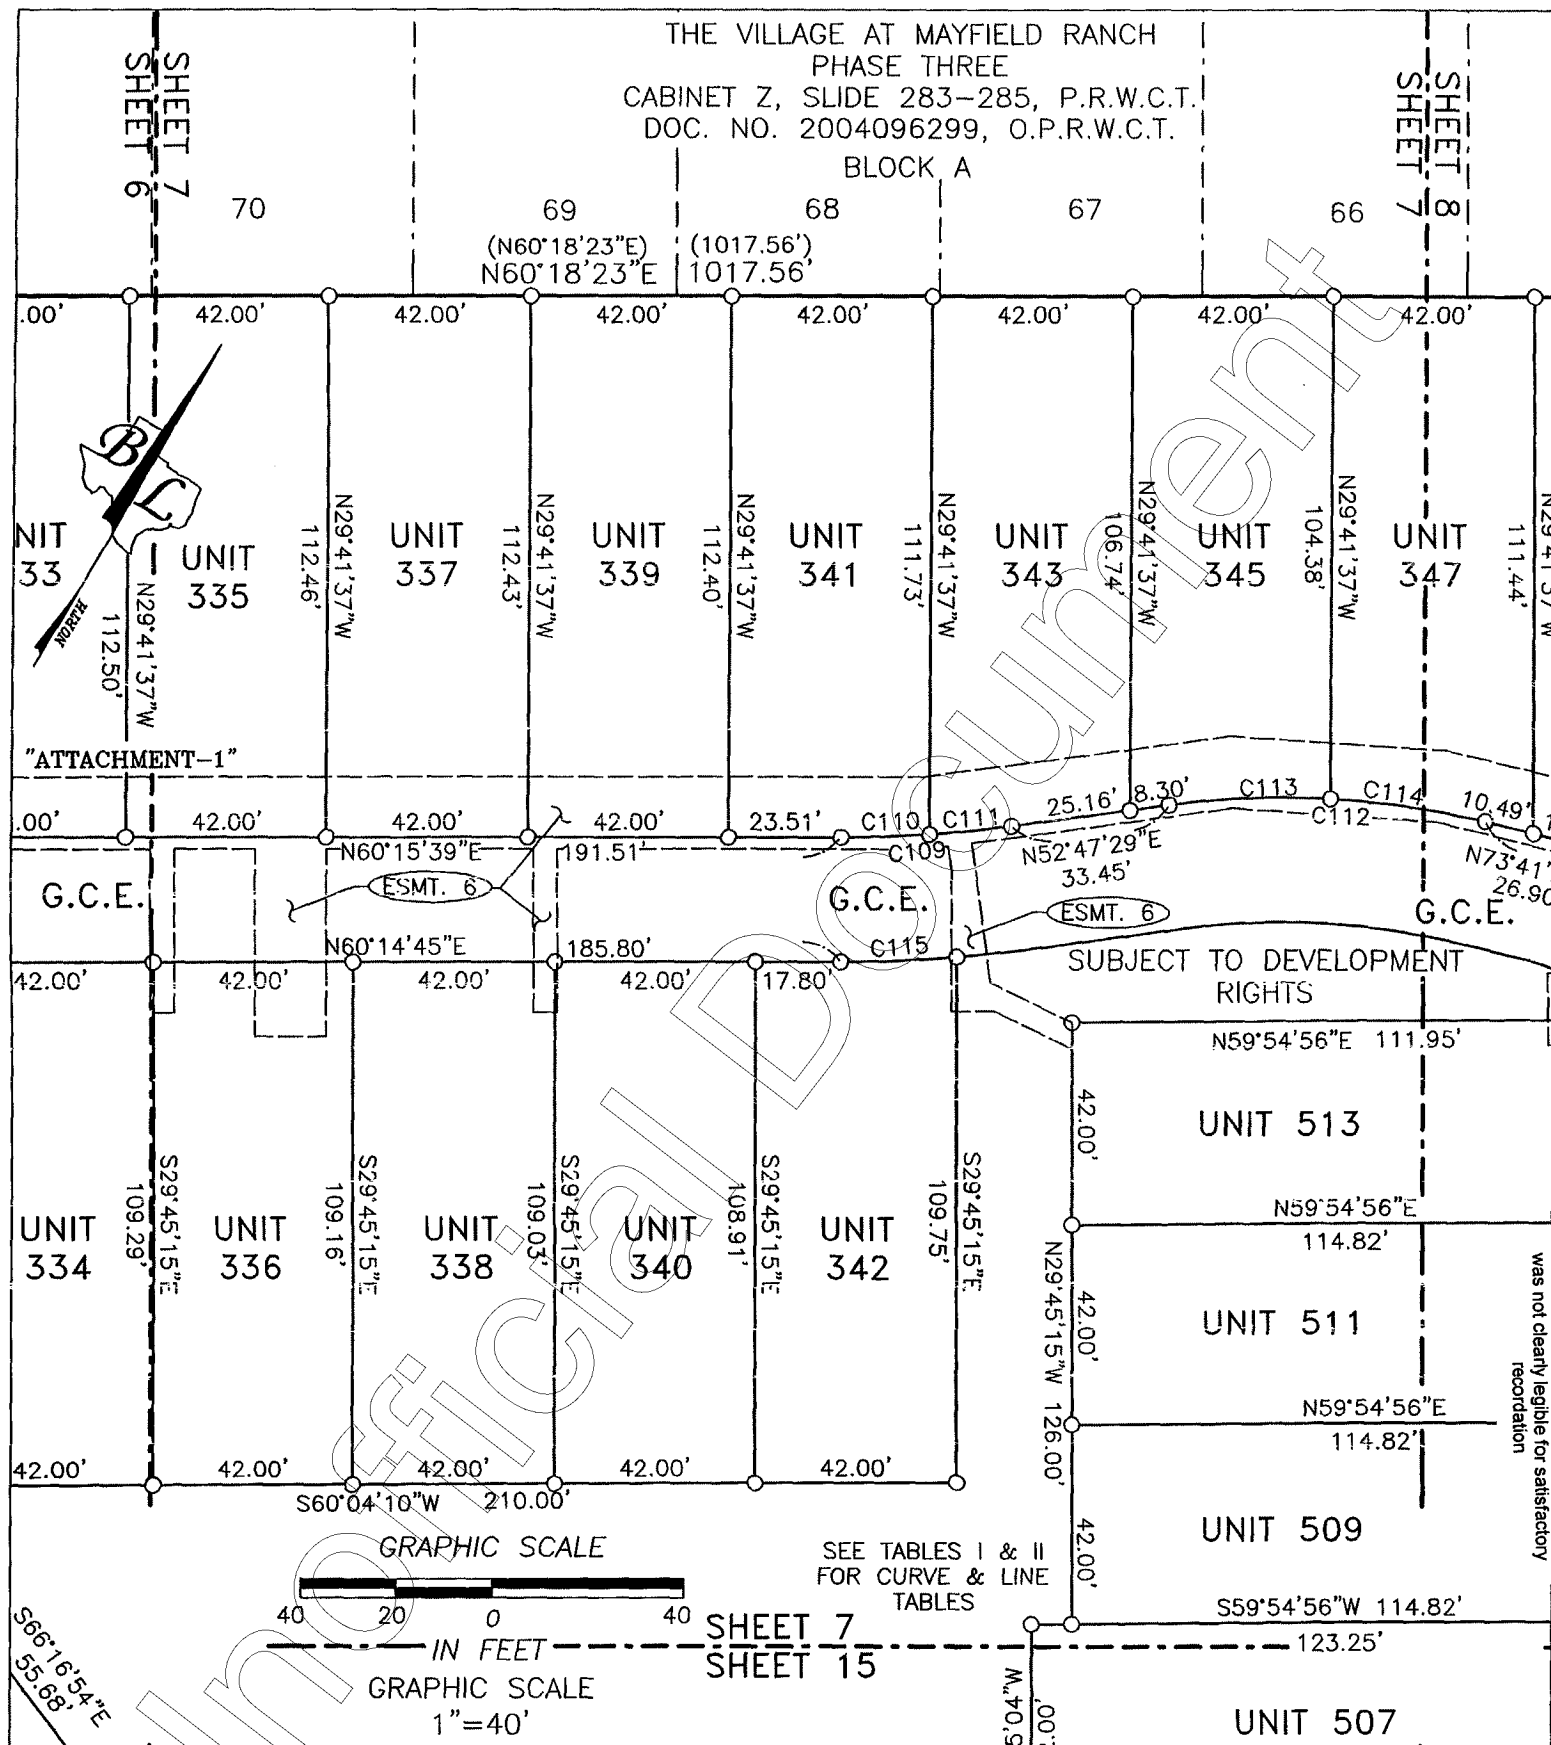 THE VILLAGE AT MAYFIELD RANCH
PHASE THREE
CABINET Z, SLIDE 283-285, P.R.W.C.T.
DOC. NO. 2004096299, O.P.R.W.C.T.
BLOCK A
SHEET 7
SHEET 6
SHEET 8
SHEET 7
70
69
68
67
66
(N60°18'23"E) (1017.56')
N60°18'23"E 1017.56'
.00'
42.00'
42.00'
42.00'
42.00'
42.00'
42.00'
42.00'
B
L
NORTH
NIT
33
UNIT
335
UNIT
337
UNIT
339
UNIT
341
UNIT
343
UNIT
345
UNIT
347
N29°41'37"W
112.50'
N29°41'37"W
112.46'
N29°41'37"W
112.43'
N29°41'37"W
112.40'
N29°41'37"W
111.73'
N29°41'37"W
106.74'
N29°41'37"W
104.38'
N29°41'37"W
111.44'
"ATTACHMENT-1"
.00'
42.00'
42.00'
42.00'
23.51'
C110
C111
25.16'
8.30'
C113
C114
10.49'
N60°15'39"E
191.51'
C109
N52°47'29"E
33.45'
C112
N73°41'
26.90
G.C.E.
ESMT. 6
G.C.E.
ESMT. 6
G.C.E.
N60°14'45"E
185.80'
C115
SUBJECT TO DEVELOPMENT
RIGHTS
42.00'
42.00'
42.00'
42.00'
17.80'
N59°54'56"E 111.95'
42.00'
UNIT 513
UNIT
334
UNIT
336
UNIT
338
UNIT
340
UNIT
342
S29°45'15"E
109.29'
S29°45'15"E
109.16'
S29°45'15"E
109.03'
S29°45'15"E
108.91'
S29°45'15"E
109.75'
N59°54'56"E
114.82'
N29°45'15"W 126.00'
42.00'
UNIT 511
N59°54'56"E
114.82'
was not clearly legible for satisfactory
recordation
42.00'
42.00'
42.00'
42.00'
42.00'
S60°04'10"W 210.00'
42.00'
UNIT 509
GRAPHIC SCALE
40 20 0 40
IN FEET
GRAPHIC SCALE
1"=40'
SEE TABLES I & II
FOR CURVE & LINE
TABLES
S59°54'56"W 114.82'
123.25'
SHEET 7
SHEET 15
S66°16'54"E
55.68'
UNIT 507
nofficial Document